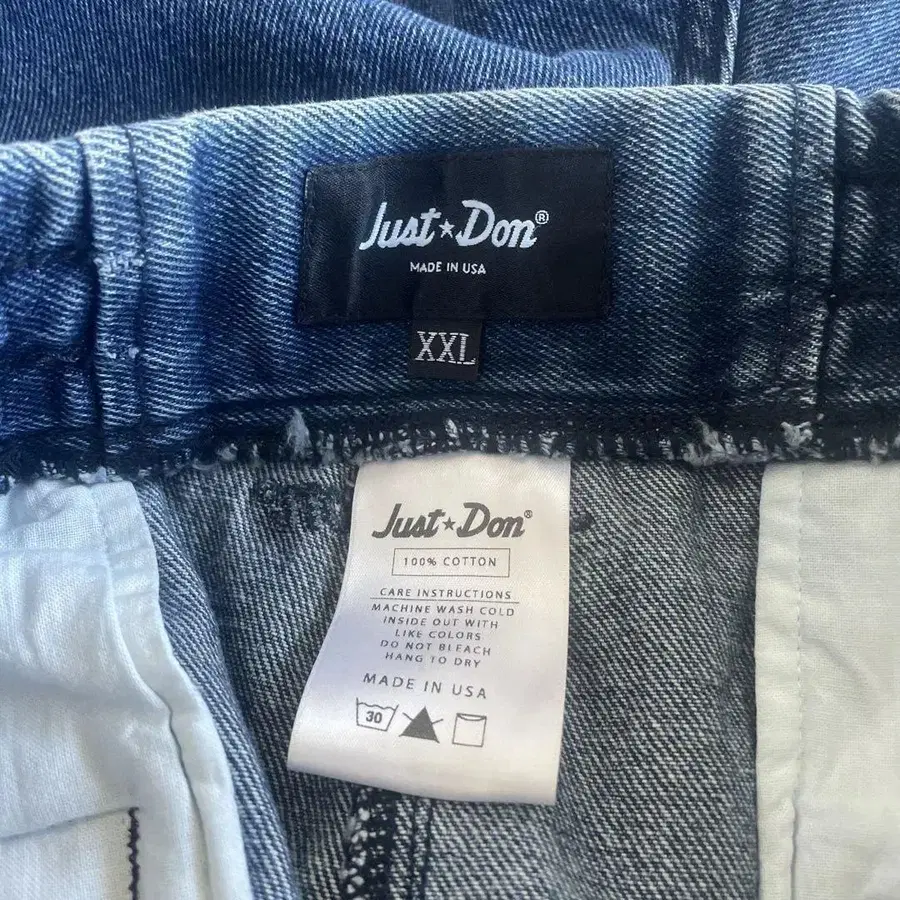 Just★Don®
MADE IN USA
XXL
Just★Don®
100% COTTON
CARE INSTRUCTIONS
MACHINE WASH COLD
INSIDE OUT WITH
LIKE COLORS
DO NOT BLEACH
HANG TO DRY
MADE IN USA
30